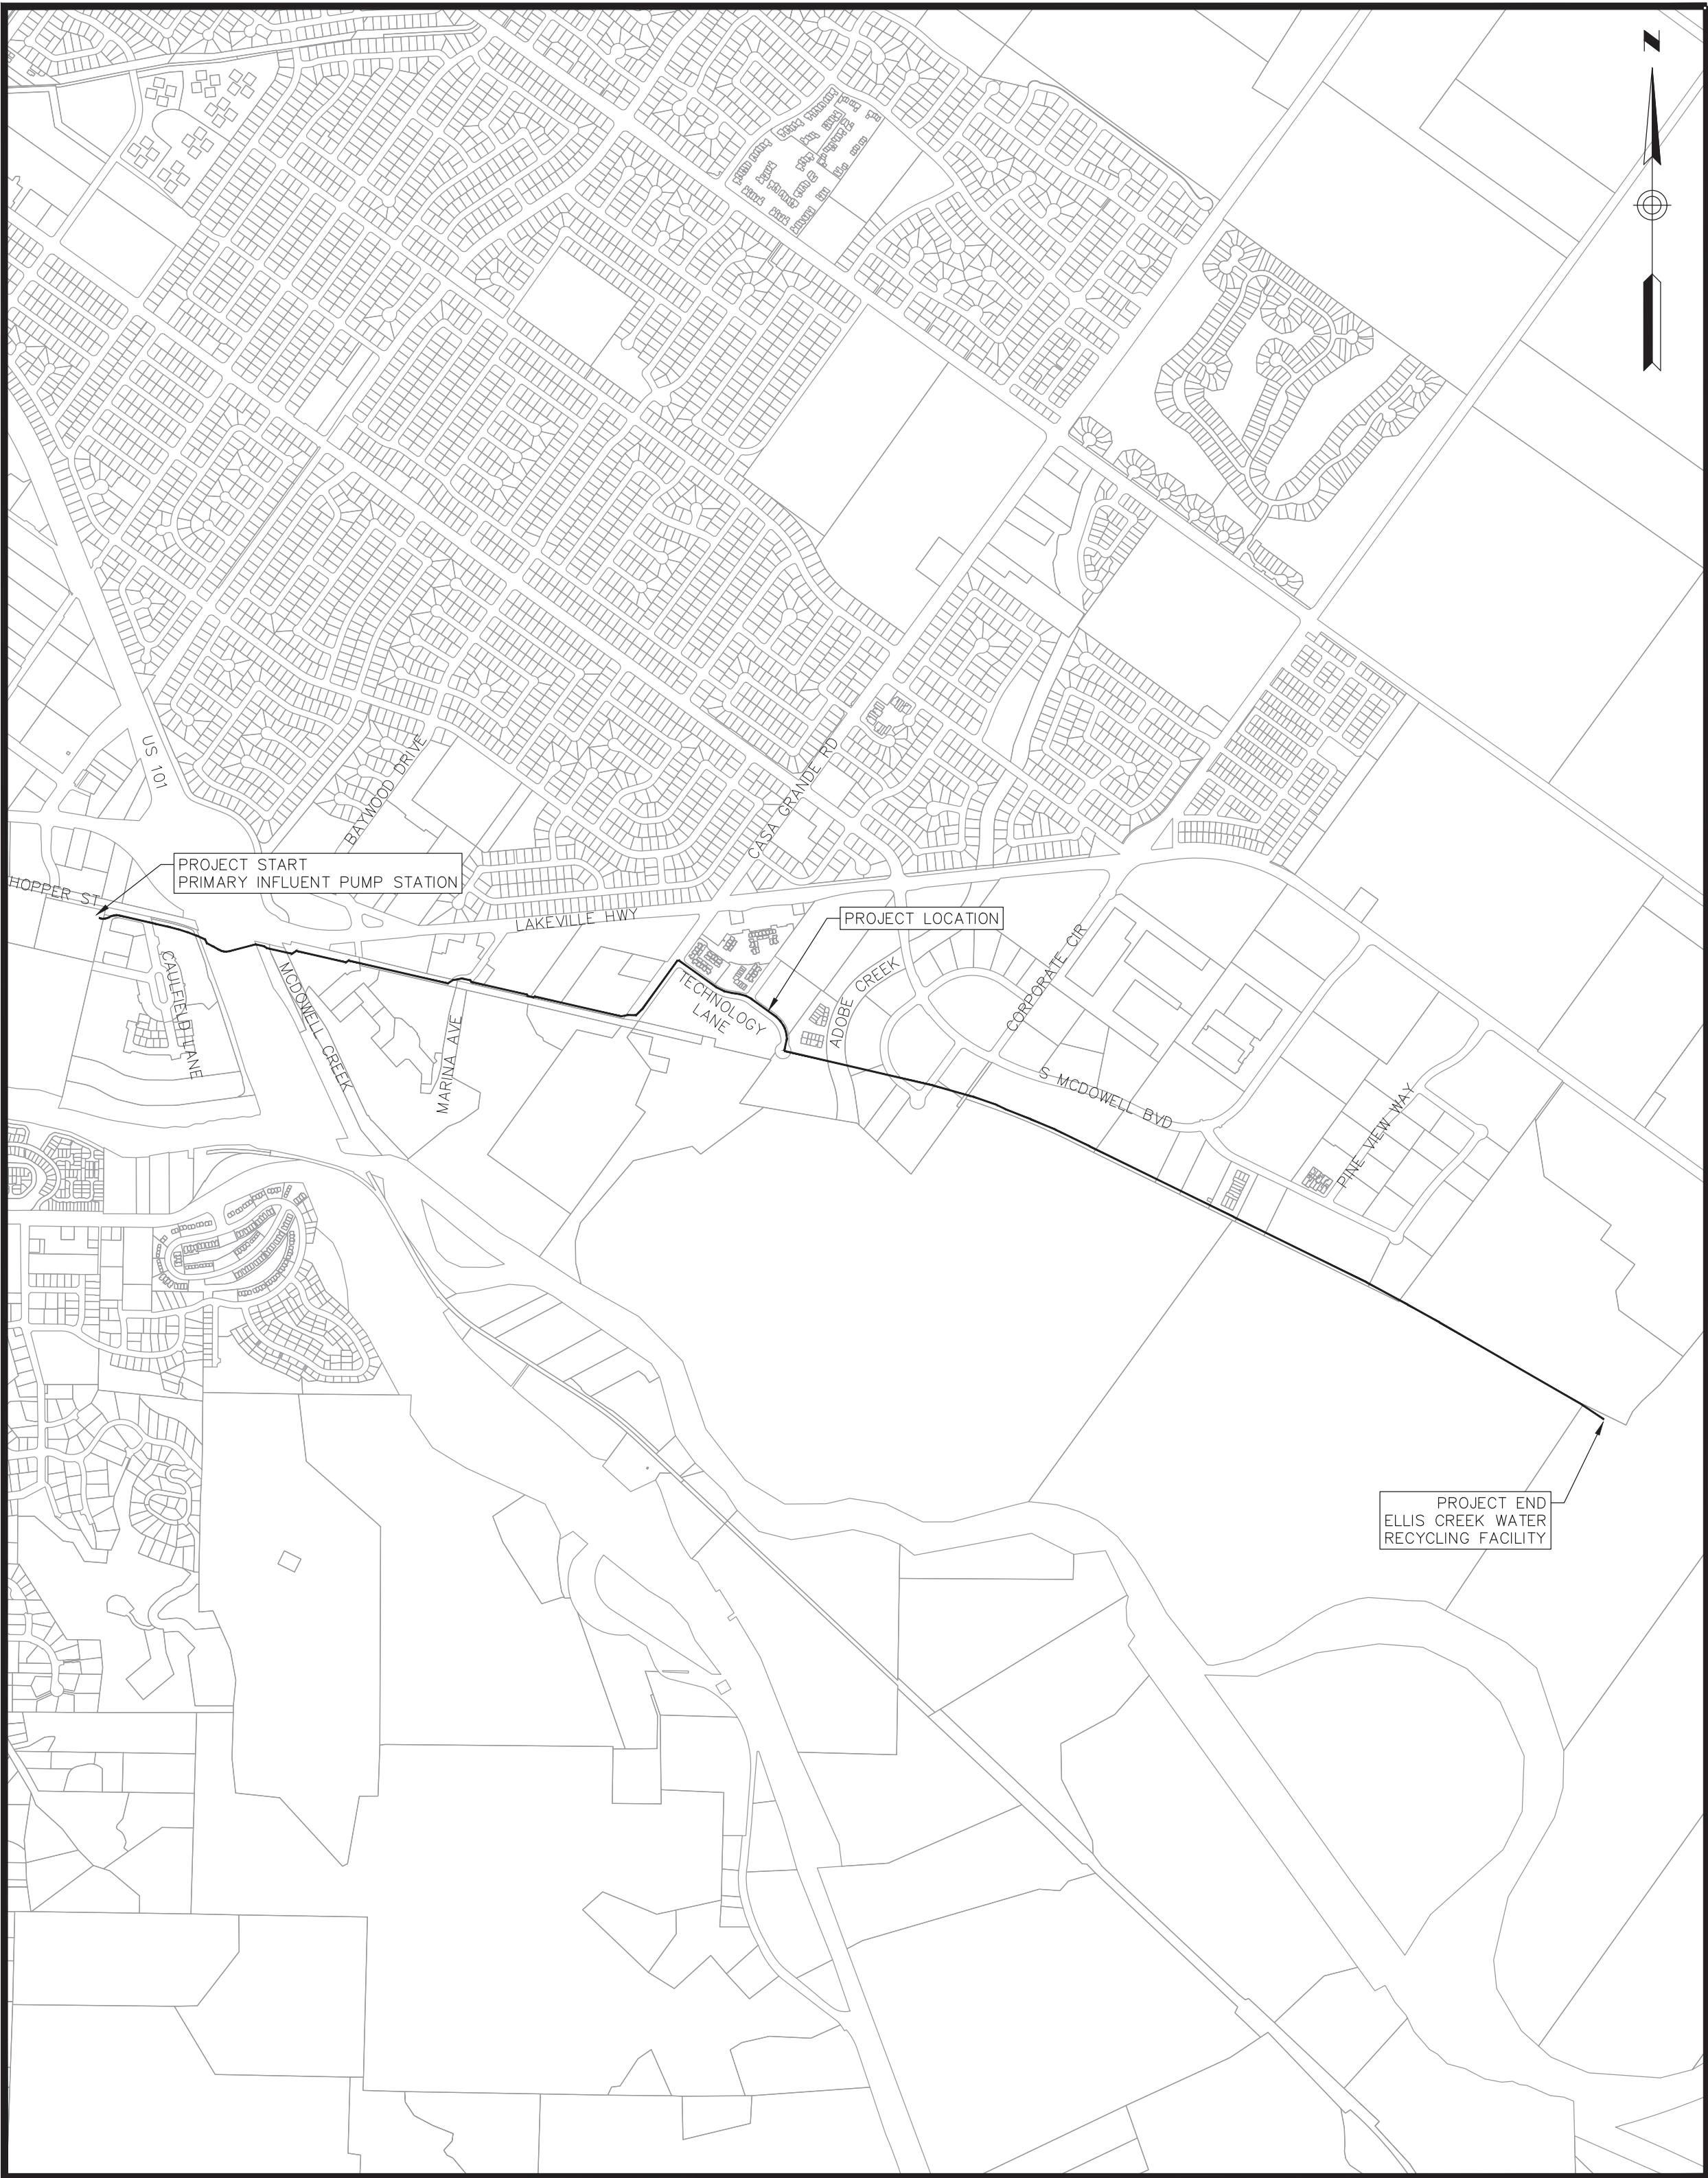 N
US 101
BAYWOOD DRIVE
CASA GRANDE RD
PROJECT START
PRIMARY INFLUENT PUMP STATION
HOPPER ST
LAKEVILLE HWY
PROJECT LOCATION
CAULFIELD LANE
MCDOWELL CREEK
MARINA AVE
TECHNOLOGY
LANE
ADOBE CREEK
CORPORATE CIR
S MCDOWELL BVD
PINE VIEW WAY
PROJECT END
ELLIS CREEK WATER
RECYCLING FACILITY